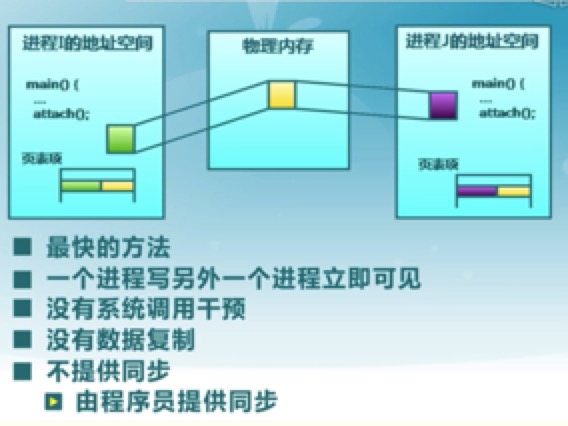 进程I的地址空间
main() {
...
attach();
页表项
物理内存
进程J的地址空间
main() {
...
attach();
页表项
最快的方法
一个进程写另外一个进程立即可见
没有系统调用干预
没有数据复制
不提供同步
由程序员提供同步